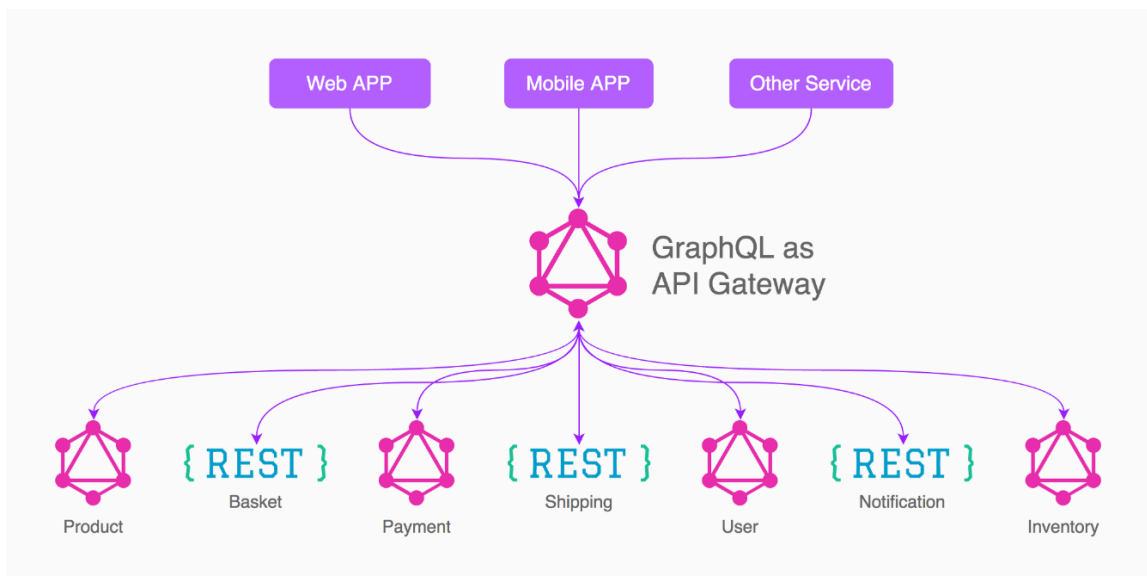 Web APP
Mobile APP
Other Service
GraphQL as
API Gateway
{ REST }
{ REST }
{ REST }
Product
Basket
Payment
Shipping
User
Notification
Inventory